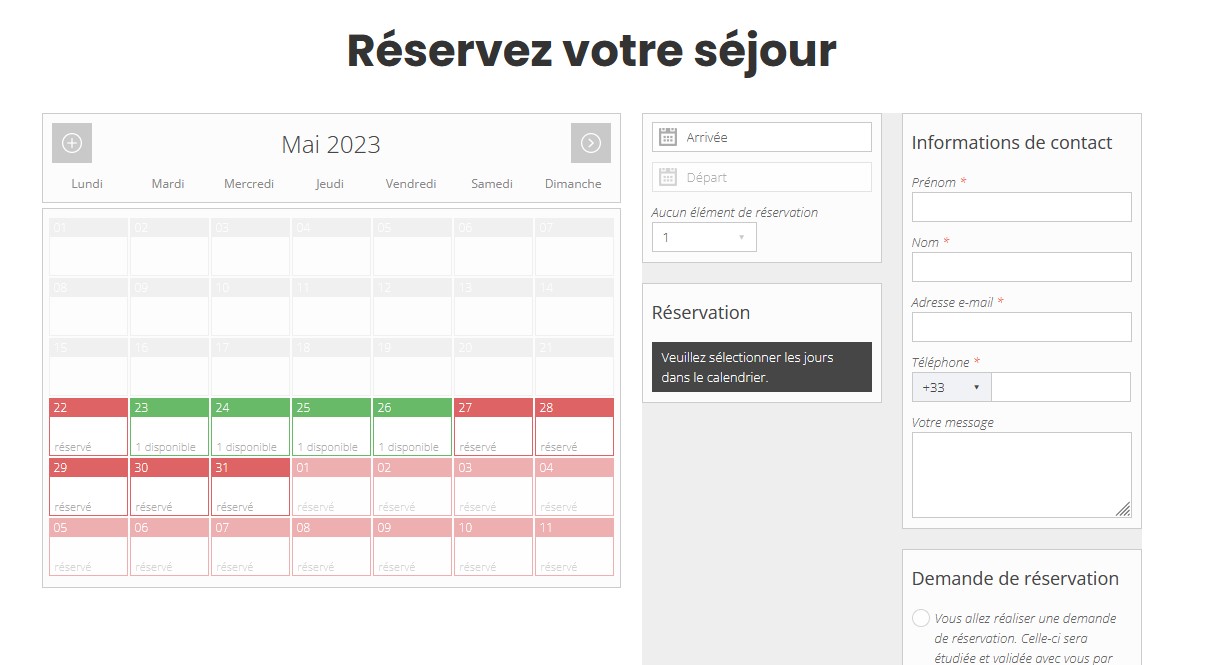 Réservez votre séjour
Mai 2023
Lundi Mardi Mercredi Jeudi Vendredi Samedi Dimanche
01 02 03 04 05 06 07
08 09 10 11 12 13 14
15 16 17 18 19 20 21
22 23 24 25 26 27 28
réservé 1 disponible 1 disponible 1 disponible 1 disponible réservé réservé
29 30 31 01 02 03 04
réservé réservé réservé réservé réservé réservé réservé
05 06 07 08 09 10 11
réservé réservé réservé réservé réservé réservé réservé
Arrivée
Départ
Aucun élément de réservation
1
Réservation
Veuillez sélectionner les jours
dans le calendrier.
Informations de contact
Prénom *
Nom *
Adresse e-mail *
Téléphone *
+33
Votre message
Demande de réservation
Vous allez réaliser une demande
de réservation. Celle-ci sera
étudiée et validée avec vous par